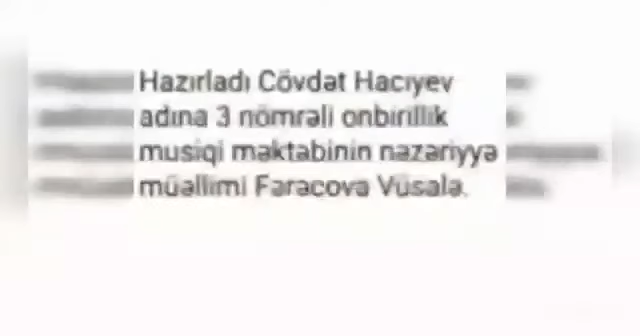 Hazırladı Cövdət Hacıyev
adına 3 nömrəli onbirillik
musiqi məktəbinin nəzəriyyə
müəllimi Fərəcova Vüsalə.